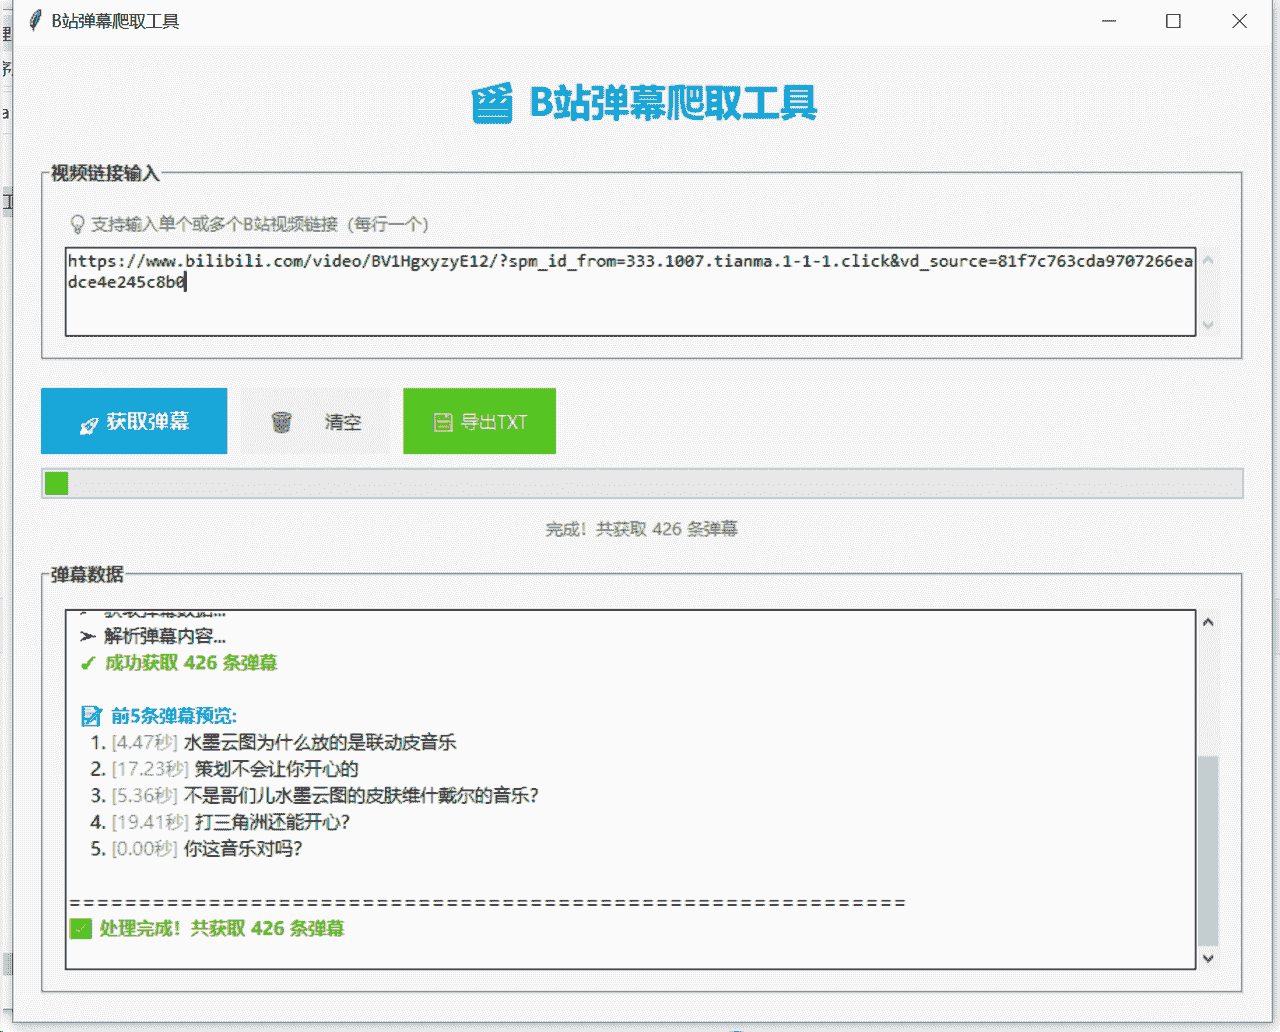 B站弹幕爬取工具
B站弹幕爬取工具
视频链接输入
支持输入单个或多个B站视频链接（每行一个）
https://www.bilibili.com/video/BV1HgxyzyE12/?spm_id_from=333.1007.tianma.1-1-1.click&vd_source=81f7c763cda9707266ea
dce4e245c8b0
获取弹幕 清空 导出TXT
完成！共获取 426 条弹幕
弹幕数据
➢ 获取弹幕数据...
➢ 解析弹幕内容...
✓ 成功获取 426 条弹幕
前5条弹幕预览:
1. [4.47秒] 水墨云图为什么放的是联动皮音乐
2. [17.23秒] 策划不会让你开心的
3. [5.36秒] 不是哥们儿水墨云图的皮肤维什戴尔的音乐?
4. [19.41秒] 打三角洲还能开心?
5. [0.00秒] 你这音乐对吗?
============================================================
处理完成！共获取 426 条弹幕